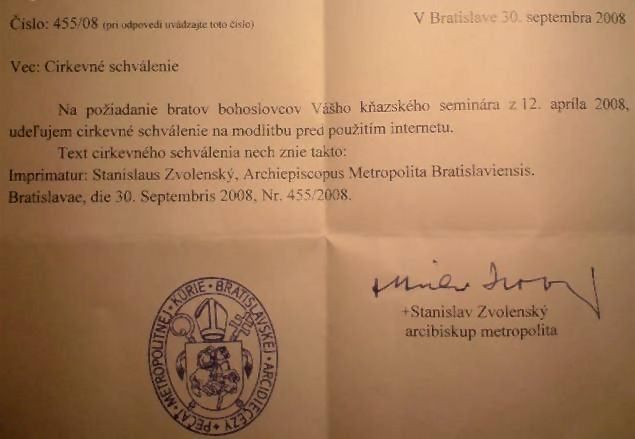 Číslo: 455/08 (pri odpovedi uvádzajte toto číslo)
V Bratislave 30. septembra 2008
Vec: Cirkevné schválenie
Na požiadanie bratov bohoslovcov Vášho kňazského seminára z 12. apríla 2008,
udeľujem cirkevné schválenie na modlitbu pred použitím internetu.
Text cirkevného schválenia nech znie takto:
Imprimatur: Stanislaus Zvolenský, Archiepiscopus Metropolita Bratislaviensis.
Bratislavae, die 30. Septembris 2008, Nr. 455/2008.
+Stanislav Zvolenský
arcibiskup metropolita
PEČAŤ METROPOLITNEJ KÚRIE BRATISLAVSKEJ ARCIDIECÉZY